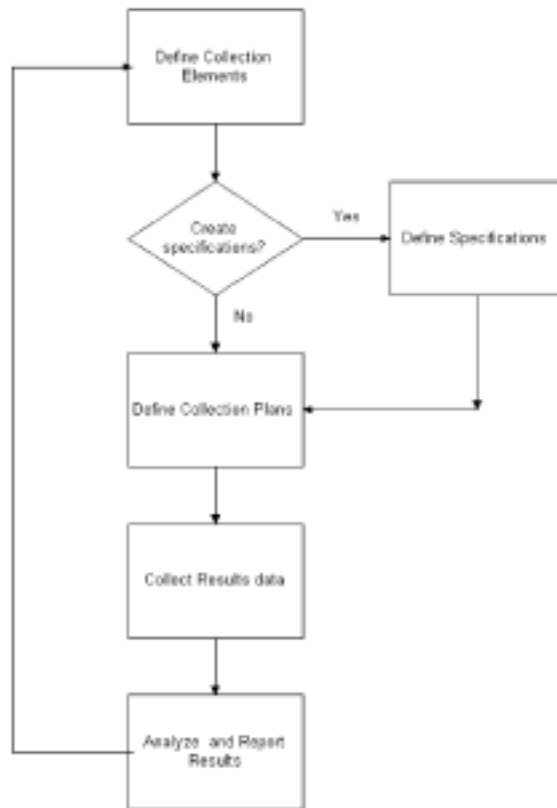 Define Collection
Elements
Create
specifications?
Yes
Define Specifications
No
Define Collection Plans
Collect Results data
Analyze and Report
Results